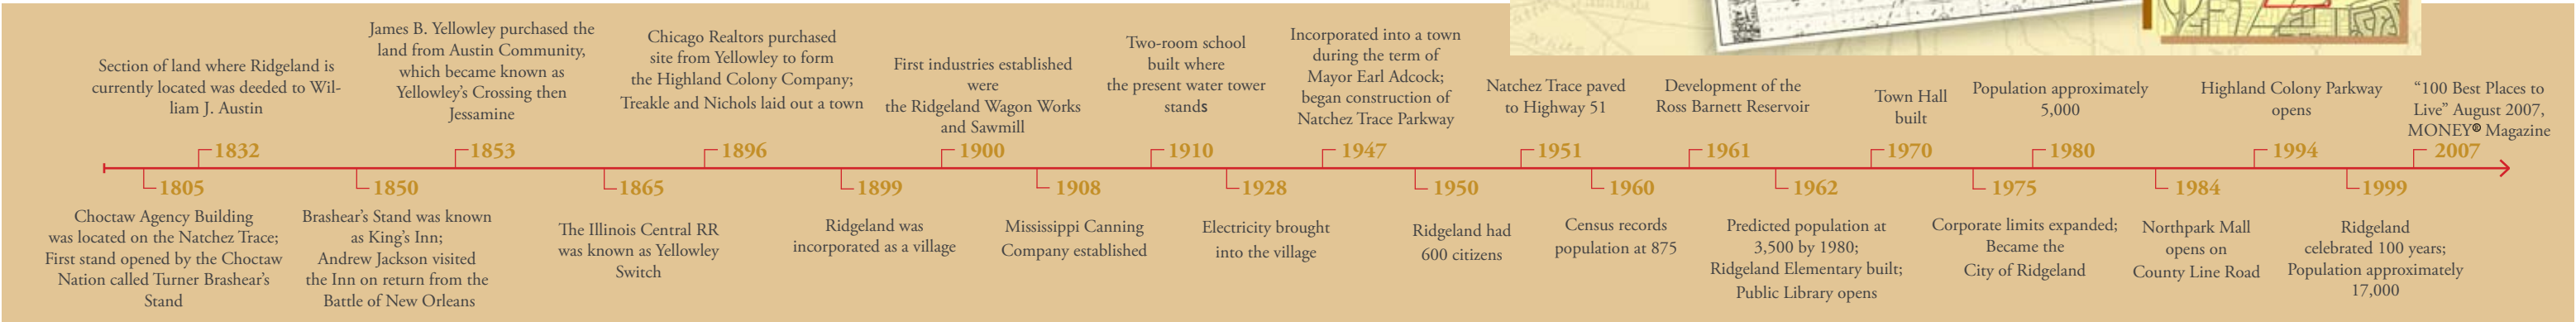 Section of land where Ridgeland is
currently located was deeded to Wil-
liam J. Austin
1832
James B. Yellowley purchased the
land from Austin Community,
which became known as
Yellowley's Crossing then
Jessamine
1853
Chicago Realtors purchased
site from Yellowley to form
the Highland Colony Company;
Treakle and Nichols laid out a town
1896
First industries established
were
the Ridgeland Wagon Works
and Sawmill
1900
Two-room school
built where
the present water tower
stands
1910
Incorporated into a town
during the term of
Mayor Earl Adcock;
began construction of
Natchez Trace Parkway
1947
Natchez Trace paved
to Highway 51
1951
Development of the
Ross Barnett Reservoir
1961
Town Hall
built
1970
Population approximately
5,000
1980
Highland Colony Parkway
opens
1994
“100 Best Places to
Live” August 2007,
MONEY® Magazine
2007
1805
Choctaw Agency Building
was located on the Natchez Trace;
First stand opened by the Choctaw
Nation called Turner Brashear's
Stand
1850
Brashear's Stand was known
as King's Inn;
Andrew Jackson visited
the Inn on return from the
Battle of New Orleans
1865
The Illinois Central RR
was known as Yellowley
Switch
1899
Ridgeland was
incorporated as a village
1908
Mississippi Canning
Company established
1928
Electricity brought
into the village
1950
Ridgeland had
600 citizens
1960
Census records
population at 875
1962
Predicted population at
3,500 by 1980;
Ridgeland Elementary built;
Public Library opens
1975
Corporate limits expanded;
Became the
City of Ridgeland
1984
Northpark Mall
opens on
County Line Road
1999
Ridgeland
celebrated 100 years;
Population approximately
17,000